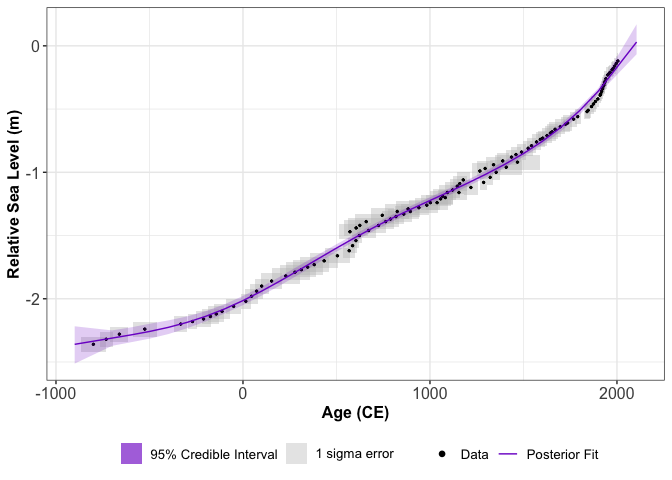 0
-1
-2
Relative Sea Level (m)
-1000 0 1000 2000
Age (CE)
95% Credible Interval 1 sigma error Data Posterior Fit